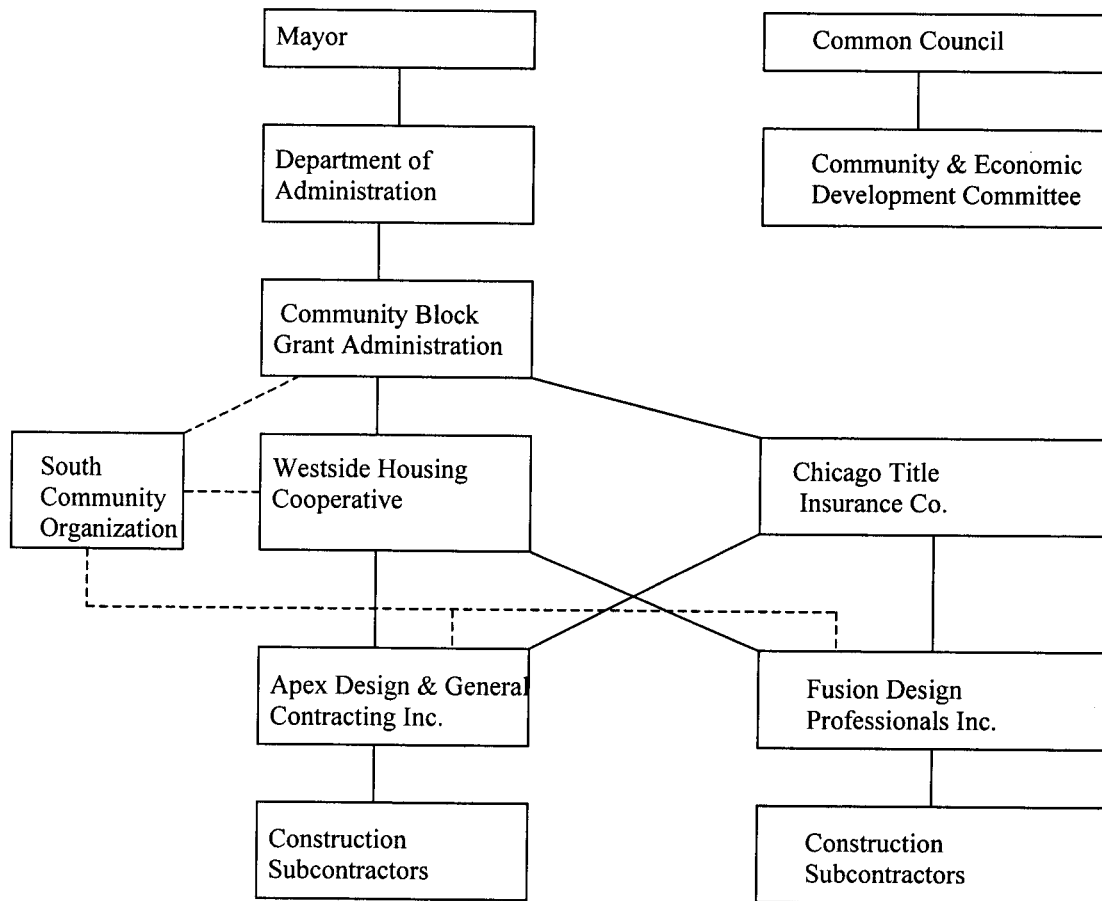 Mayor
Common Council
Department of
Administration
Community & Economic
Development Committee
Community Block
Grant Administration
South
Community
Organization
Westside Housing
Cooperative
Chicago Title
Insurance Co.
Apex Design & General
Contracting Inc.
Fusion Design
Professionals Inc.
Construction
Subcontractors
Construction
Subcontractors